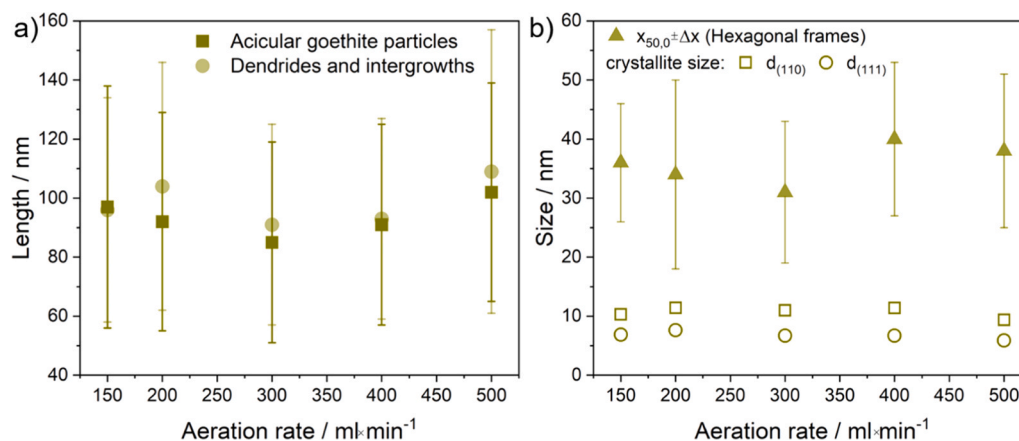 a)
160
140
120
100
80
60
40
Length / nm
Acicular goethite particles
Dendrides and intergrowths
150 200 250 300 350 400 450 500
Aeration rate / ml×min⁻¹
b)
60
50
40
30
20
10
0
Size / nm
x50,0±Δx (Hexagonal frames)
crystallite size: d(110) d(111)
150 200 250 300 350 400 450 500
Aeration rate / ml×min⁻¹